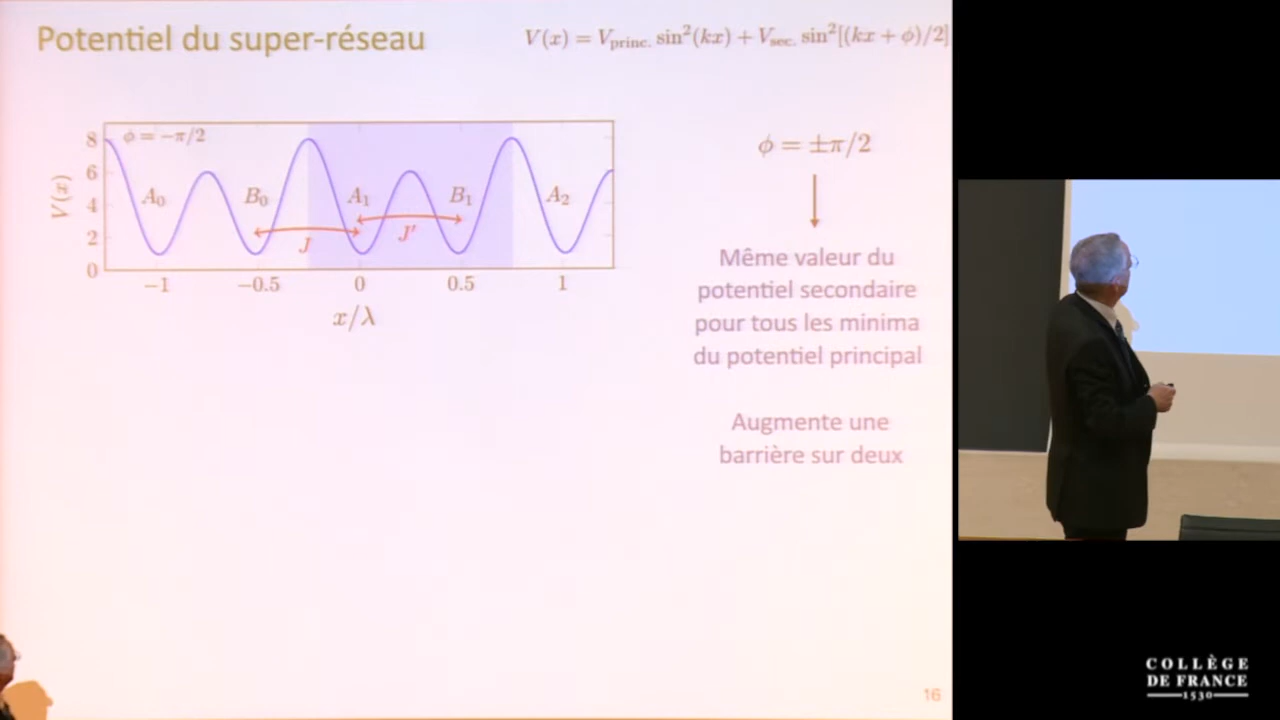 Potentiel du super-réseau
V(x) = V_princ. sin²(kx) + V_sec. sin²[(kx + ϕ)/2]
ϕ = −π/2
V(x)
8
6
4
2
0
A₀
B₀
A₁
B₁
A₂
J
J′
−1
−0.5
0
0.5
1
x/λ
ϕ = ±π/2
Même valeur du
potentiel secondaire
pour tous les minima
du potentiel principal
Augmente une
barrière sur deux
16
COLLÈGE
DE FRANCE
1530